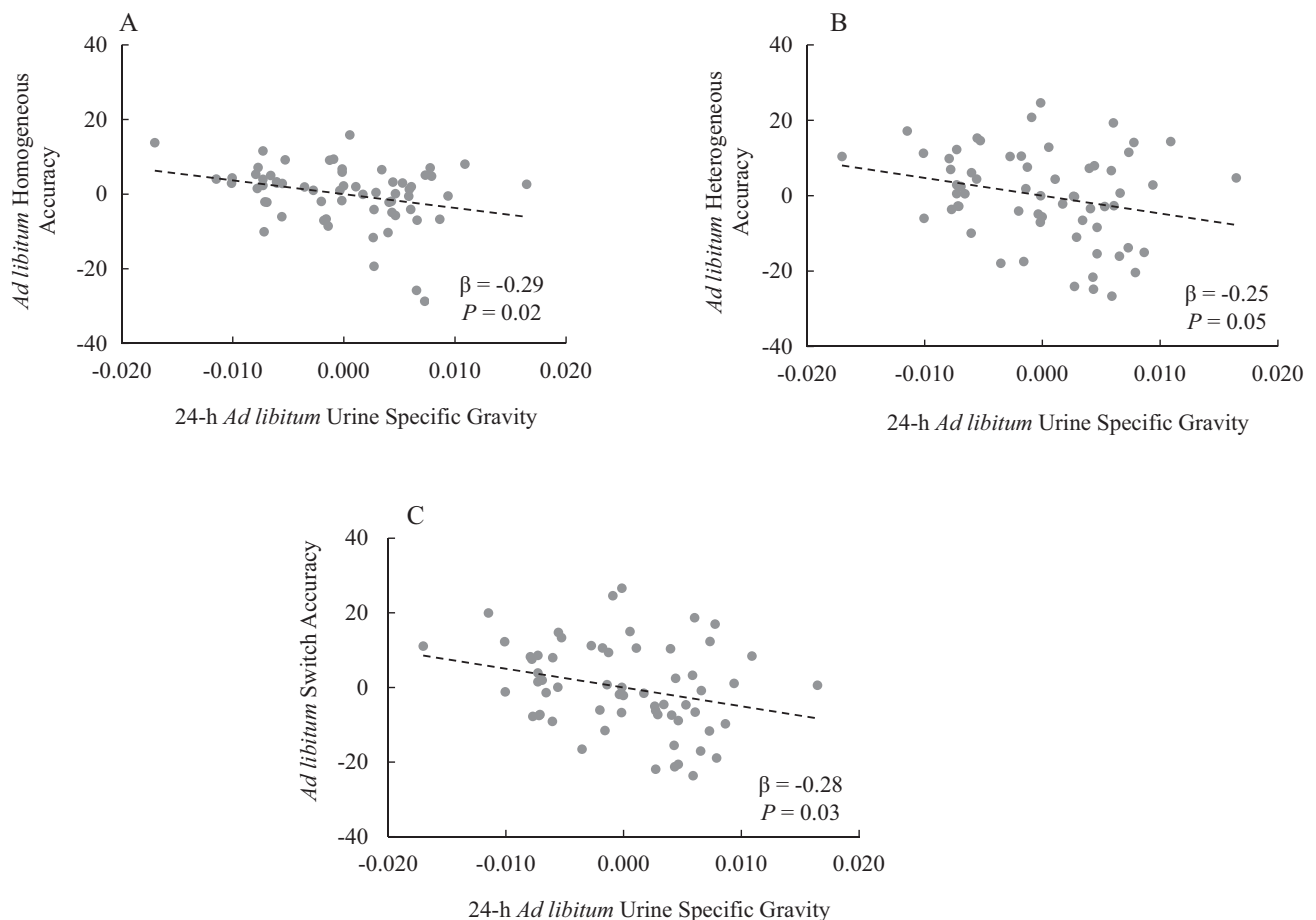 A
40
20
0
-20
-40
-0.020 -0.010 0.000 0.010 0.020
Ad libitum Homogeneous
Accuracy
β = -0.29
P = 0.02
24-h Ad libitum Urine Specific Gravity
B
40
20
0
-20
-40
-0.020 -0.010 0.000 0.010 0.020
Ad libitum Heterogeneous
Accuracy
β = -0.25
P = 0.05
24-h Ad libitum Urine Specific Gravity
C
40
20
0
-20
-40
-0.020 -0.010 0.000 0.010 0.020
Ad libitum Switch Accuracy
β = -0.28
P = 0.03
24-h Ad libitum Urine Specific Gravity